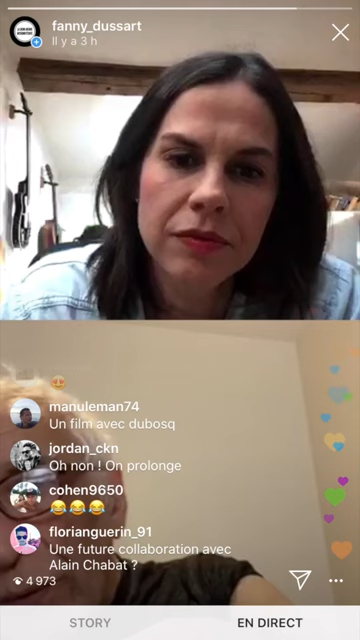 fanny_dussart
Il y a 3 h
manuleman74
Un film avec dubosq
jordan_ckn
Oh non ! On prolonge
cohen9650
😂😂😂
florianguerin_91
Une future collaboration avec
Alain Chabat ?
4 973
STORY
EN DIRECT